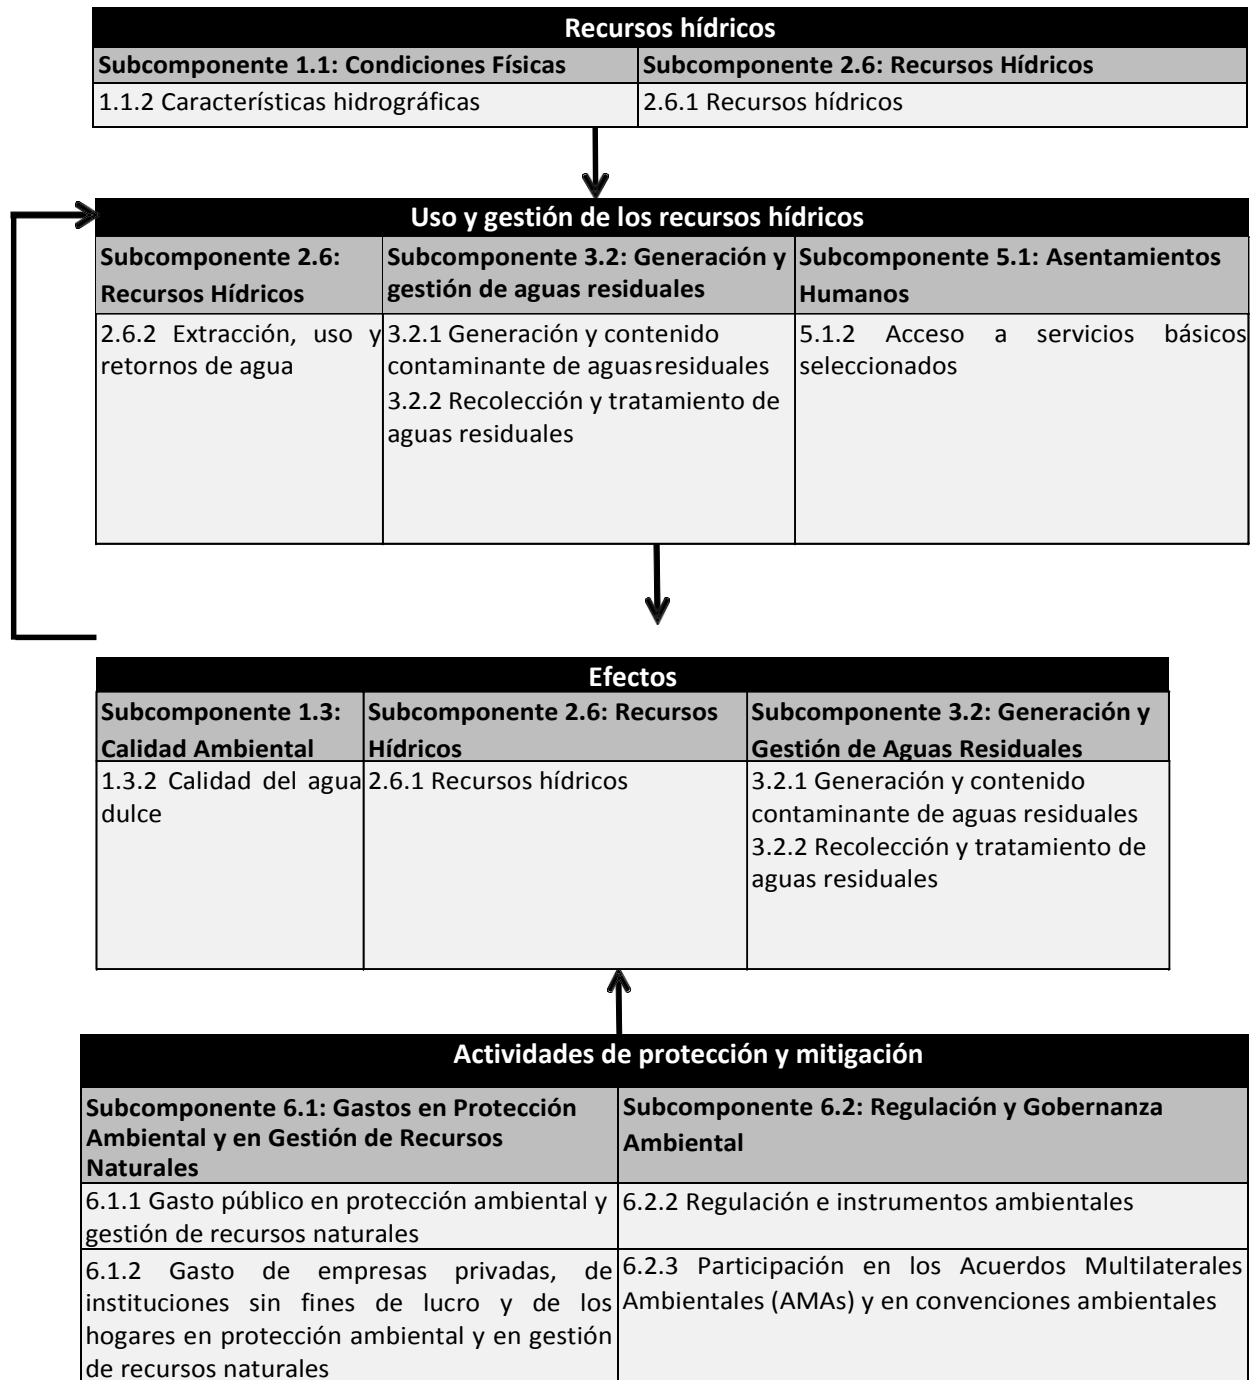 Recursos hídricos
Subcomponente 1.1: Condiciones Físicas
Subcomponente 2.6: Recursos Hídricos
1.1.2 Características hidrográficas
2.6.1 Recursos hídricos
Uso y gestión de los recursos hídricos
Subcomponente 2.6:
Recursos Hídricos
Subcomponente 3.2: Generación y
gestión de aguas residuales
Subcomponente 5.1: Asentamientos
Humanos
2.6.2 Extracción, uso y
retornos de agua
3.2.1 Generación y contenido
contaminante de aguas residuales
3.2.2 Recolección y tratamiento de
aguas residuales
5.1.2 Acceso a servicios básicos
seleccionados
Efectos
Subcomponente 1.3:
Calidad Ambiental
Subcomponente 2.6: Recursos
Hídricos
Subcomponente 3.2: Generación y
Gestión de Aguas Residuales
1.3.2 Calidad del agua
dulce
2.6.1 Recursos hídricos
3.2.1 Generación y contenido
contaminante de aguas residuales
3.2.2 Recolección y tratamiento de
aguas residuales
Actividades de protección y mitigación
Subcomponente 6.1: Gastos en Protección
Ambiental y en Gestión de Recursos
Naturales
Subcomponente 6.2: Regulación y Gobernanza
Ambiental
6.1.1 Gasto público en protección ambiental y
gestión de recursos naturales
6.2.2 Regulación e instrumentos ambientales
6.1.2 Gasto de empresas privadas, de
instituciones sin fines de lucro y de los
hogares en protección ambiental y en gestión
de recursos naturales
6.2.3 Participación en los Acuerdos Multilaterales
Ambientales (AMAs) y en convenciones ambientales